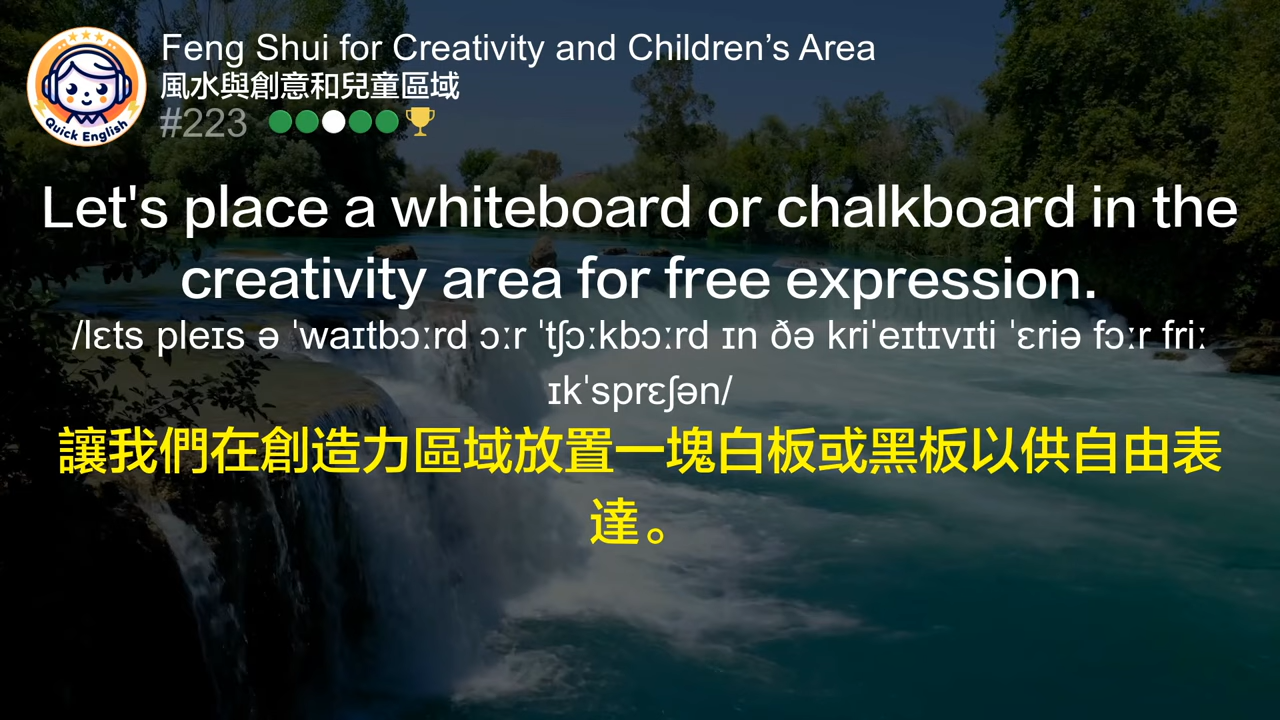 Feng Shui for Creativity and Children’s Area
風水與創意和兒童區域
#223
Quick English
Let's place a whiteboard or chalkboard in the
creativity area for free expression.
/lɛts pleɪs ə ˈwaɪtbɔːrd ɔːr ˈtʃɔːkbɔːrd ɪn ðə kriˈeɪtɪvɪti ˈɛriə fɔːr friː
ɪkˈsprɛʃən/
讓我們在創造力區域放置一塊白板或黑板以供自由表
達。